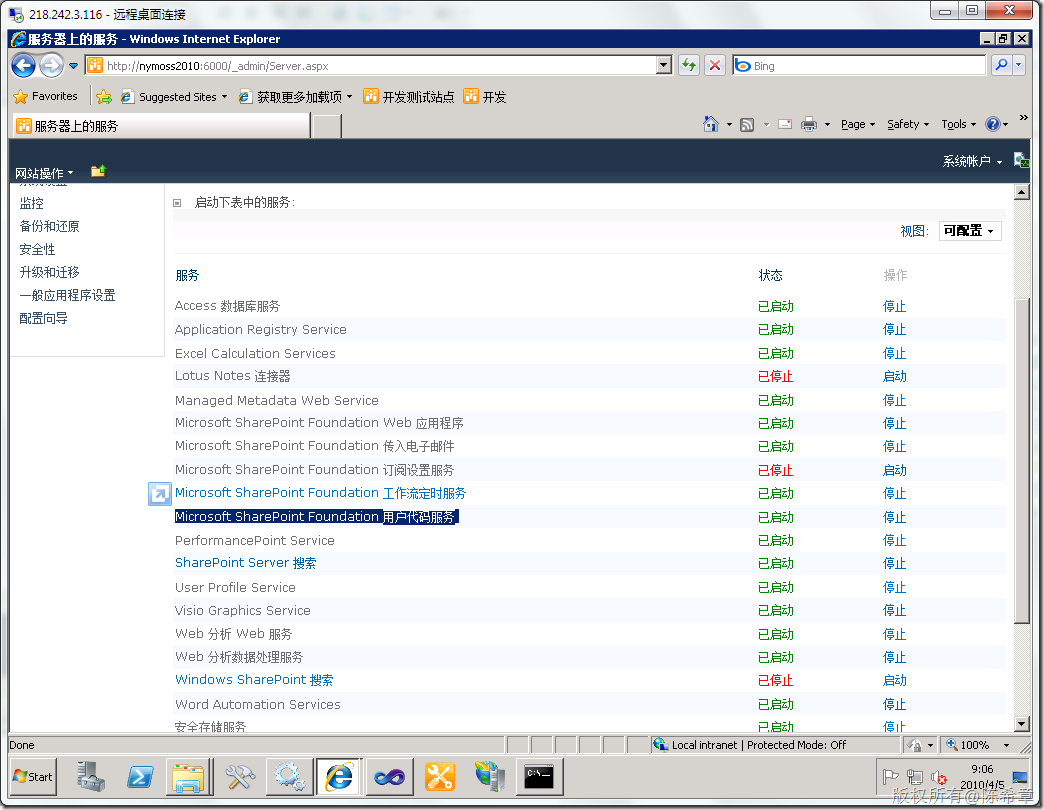 218.242.3.116 - 远程桌面连接
服务器上的服务 - Windows Internet Explorer
http://nymoss2010:6000/_admin/Server.aspx
Bing
Favorites
Suggested Sites
获取更多加载项
开发测试站点
开发
服务器上的服务
Page
Safety
Tools
»
网站操作
系统帐户
监控
备份和还原
安全性
升级和迁移
一般应用程序设置
配置向导
启动下表中的服务:
视图: 可配置
服务 状态 操作
Access 数据库服务 已启动 停止
Application Registry Service 已启动 停止
Excel Calculation Services 已启动 停止
Lotus Notes 连接器 已停止 启动
Managed Metadata Web Service 已启动 停止
Microsoft SharePoint Foundation Web 应用程序 已启动 停止
Microsoft SharePoint Foundation 传入电子邮件 已启动 停止
Microsoft SharePoint Foundation 订阅设置服务 已停止 启动
Microsoft SharePoint Foundation 工作流定时服务 已启动 停止
Microsoft SharePoint Foundation 用户代码服务 已启动 停止
PerformancePoint Service 已启动 停止
SharePoint Server 搜索 已启动 停止
User Profile Service 已启动 停止
Visio Graphics Service 已启动 停止
Web 分析 Web 服务 已启动 停止
Web 分析数据处理服务 已启动 停止
Windows SharePoint 搜索 已停止 启动
Word Automation Services 已启动 停止
安全存储服务 已启动 停止
Done
Local intranet | Protected Mode: Off
100%
Start
C:\_
9:06
2010/4/5
版权所有@陈希章